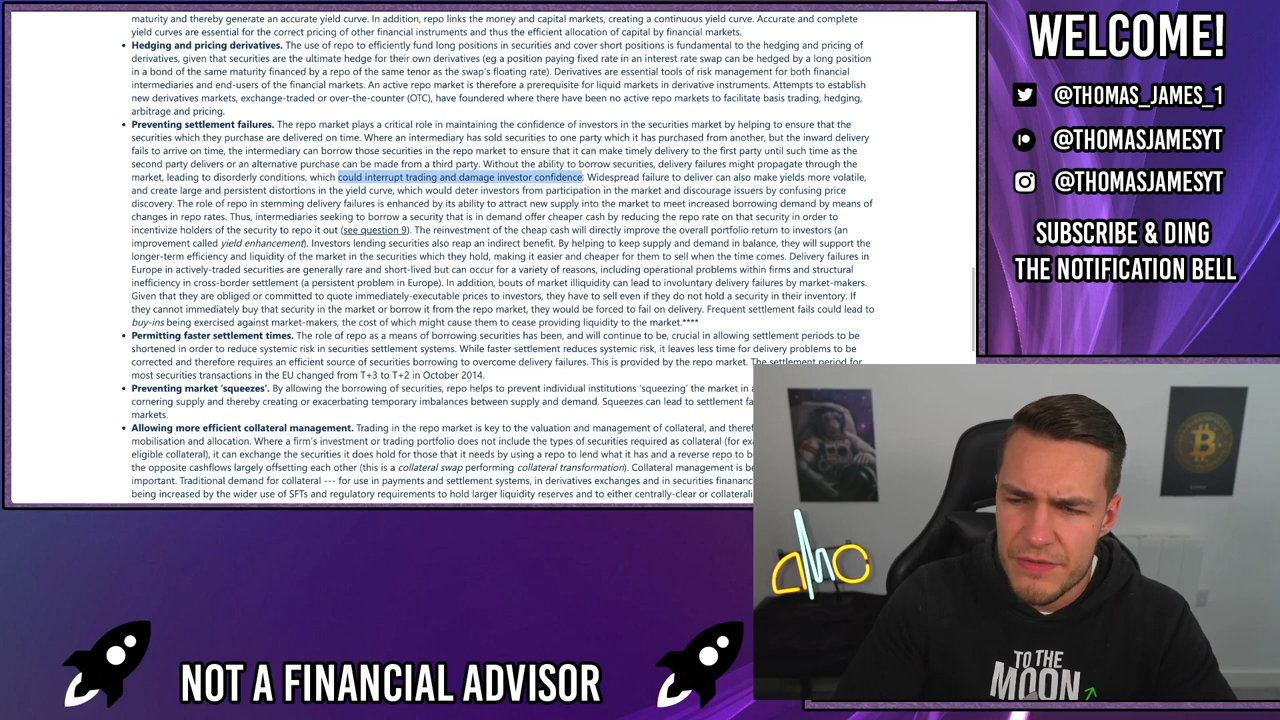 maturity and thereby generate an accurate yield curve. In addition, repo links the money and capital markets, creating a continuous yield curve. Accurate and complete
yield curves are essential for the correct pricing of other financial instruments and thus the efficient allocation of capital by financial markets.
• Hedging and pricing derivatives. The use of repo to efficiently fund long positions in securities and cover short positions is fundamental to the hedging and pricing of
derivatives, given that securities are the ultimate hedge for their own derivatives (eg a position paying fixed rate in an interest rate swap can be hedged by a long position
in a bond of the same maturity financed by a repo of the same tenor as the swap's floating rate). Derivatives are essential tools of risk management for both financial
intermediaries and end-users of the financial markets. An active repo market is therefore a prerequisite for liquid markets in derivative instruments. Attempts to establish
new derivatives markets, exchange-traded or over-the-counter (OTC), have foundered where there have been no active repo markets to facilitate basis trading, hedging,
arbitrage and pricing.
• Preventing settlement failures. The repo market plays a critical role in maintaining the confidence of investors in the securities market by helping to ensure that the
securities which they purchase are delivered on time. Where an intermediary has sold securities to one party which it has purchased from another, but the inward delivery
fails to arrive on time, the intermediary can borrow those securities in the repo market to ensure that it can make timely delivery to the first party until such time as the
second party delivers or an alternative purchase can be made from a third party. Without the ability to borrow securities, delivery failures might propagate through the
market, leading to disorderly conditions, which could interrupt trading and damage investor confidence. Widespread failure to deliver can also make yields more volatile,
and create large and persistent distortions in the yield curve, which would deter investors from participation in the market and discourage issuers by confusing price
discovery. The role of repo in stemming delivery failures is enhanced by its ability to attract new supply into the market to meet increased borrowing demand by means of
changes in repo rates. Thus, intermediaries seeking to borrow a security that is in demand offer cheaper cash by reducing the repo rate on that security in order to
incentivize holders of the security to repo it out (see question 9). The reinvestment of the cheap cash will directly improve the overall portfolio return to investors (an
improvement called yield enhancement). Investors lending securities also reap an indirect benefit. By helping to keep supply and demand in balance, they will support the
longer-term efficiency and liquidity of the market in the securities which they hold, making it easier and cheaper for them to sell when the time comes. Delivery failures in
Europe in actively-traded securities are generally rare and short-lived but can occur for a variety of reasons, including operational problems within firms and structural
inefficiency in cross-border settlement (a persistent problem in Europe). In addition, bouts of market illiquidity can lead to involuntary delivery failures by market-makers.
Given that they are obliged or committed to quote immediately-executable prices to investors, they have to sell even if they do not hold a security in their inventory. If
they cannot immediately buy that security in the market or borrow it from the repo market, they would be forced to fail on delivery. Frequent settlement fails could lead to
buy-ins being exercised against market-makers, the cost of which might cause them to cease providing liquidity to the market.****
• Permitting faster settlement times. The role of repo as a means of borrowing securities has been, and will continue to be, crucial in allowing settlement periods to be
shortened in order to reduce systemic risk in securities settlement systems. While faster settlement reduces systemic risk, it leaves less time for delivery problems to be
corrected and therefore requires an efficient source of securities borrowing to overcome delivery failures. This is provided by the repo market. The settlement period for
most securities transactions in the EU changed from T+3 to T+2 in October 2014.
• Preventing market 'squeezes'. By allowing the borrowing of securities, repo helps to prevent individual institutions 'squeezing' the market in a
cornering supply and thereby creating or exacerbating temporary imbalances between supply and demand. Squeezes can lead to settlement fa
markets.
• Allowing more efficient collateral management. Trading in the repo market is key to the valuation and management of collateral, and theref
mobilisation and allocation. Where a firm's investment or trading portfolio does not include the types of securities required as collateral (for exa
eligible collateral), it can exchange the securities it does hold for those that it needs by using a repo to lend what it has and a reverse repo to b
the opposite cashflows largely offsetting each other (this is a collateral swap performing collateral transformation). Collateral management is be
important. Traditional demand for collateral --- for use in payments and settlement systems, in derivatives exchanges and in securities financ
being increased by the wider use of SFTs and regulatory requirements to hold larger liquidity reserves and to either centrally-clear or collaterali
WELCOME!
@THOMAS_JAMES_1
@THOMASJAMESYT
@THOMASJAMESYT
SUBSCRIBE & DING
THE NOTIFICATION BELL
TO THE
MOON
NOT A FINANCIAL ADVISOR